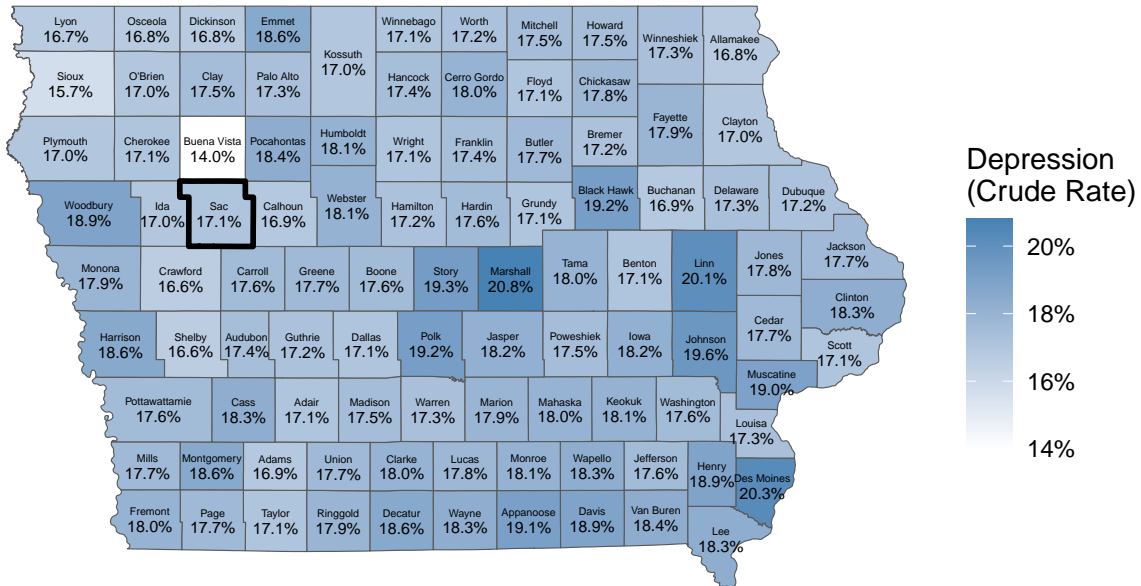 Lyon
16.7%
Osceola
16.8%
Dickinson
16.8%
Emmet
18.6%
Kossuth
17.0%
Winnebago
17.1%
Worth
17.2%
Mitchell
17.5%
Howard
17.5%
Winneshiek
17.3%
Allamakee
16.8%
Sioux
15.7%
O'Brien
17.0%
Clay
17.5%
Palo Alto
17.3%
Hancock
17.4%
Cerro Gordo
18.0%
Floyd
17.1%
Chickasaw
17.8%
Fayette
17.9%
Clayton
17.0%
Plymouth
17.0%
Cherokee
17.1%
Buena Vista
14.0%
Pocahontas
18.4%
Humboldt
18.1%
Wright
17.1%
Franklin
17.4%
Butler
17.7%
Bremer
17.2%
Woodbury
18.9%
Ida
17.0%
Sac
17.1%
Calhoun
16.9%
Webster
18.1%
Hamilton
17.2%
Hardin
17.6%
Grundy
17.1%
Black Hawk
19.2%
Buchanan
16.9%
Delaware
17.3%
Dubuque
17.2%
Monona
17.9%
Crawford
16.6%
Carroll
17.6%
Greene
17.7%
Boone
17.6%
Story
19.3%
Marshall
20.8%
Tama
18.0%
Benton
17.1%
Linn
20.1%
Jones
17.8%
Jackson
17.7%
Clinton
18.3%
Harrison
18.6%
Shelby
16.6%
Audubon
17.4%
Guthrie
17.2%
Dallas
17.1%
Polk
19.2%
Jasper
18.2%
Poweshiek
17.5%
Iowa
18.2%
Johnson
19.6%
Cedar
17.7%
Scott
17.1%
Muscatine
19.0%
Pottawattamie
17.6%
Cass
18.3%
Adair
17.1%
Madison
17.5%
Warren
17.3%
Marion
17.9%
Mahaska
18.0%
Keokuk
18.1%
Washington
17.6%
Louisa
17.3%
Mills
17.7%
Montgomery
18.6%
Adams
16.9%
Union
17.7%
Clarke
18.0%
Lucas
17.8%
Monroe
18.1%
Wapello
18.3%
Jefferson
17.6%
Henry
18.9%
Des Moines
20.3%
Fremont
18.0%
Page
17.7%
Taylor
17.1%
Ringgold
17.9%
Decatur
18.6%
Wayne
18.3%
Appanoose
19.1%
Davis
18.9%
Van Buren
18.4%
Lee
18.3%
Depression
(Crude Rate)
20%
18%
16%
14%